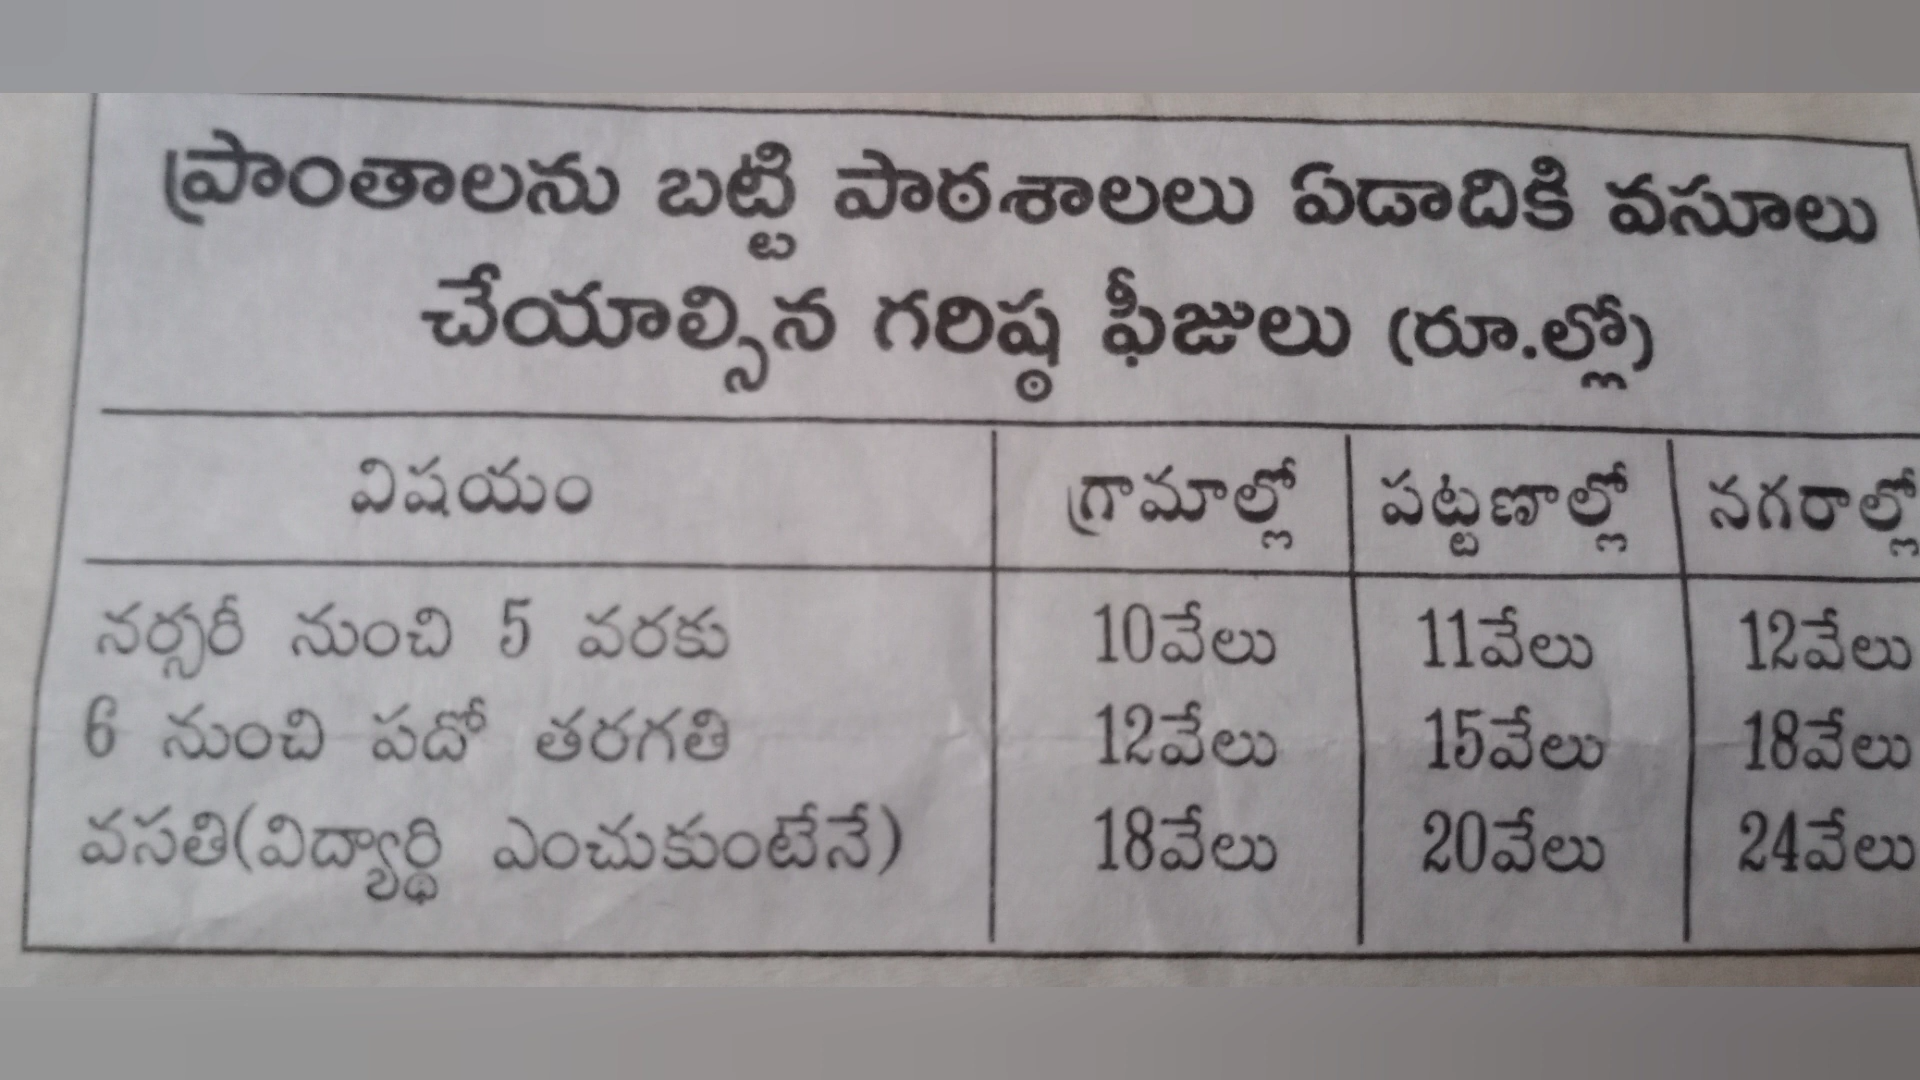 ప్రాంతాలను బట్టి పాఠశాలలు ఏడాదికి వసూలు
చేయాల్సిన గరిష్ఠ ఫీజులు (రూ.ల్లో)
విషయం గ్రామాల్లో పట్టణాల్లో నగరాల్లో
నర్సరీ నుంచి 5 వరకు 10వేలు 11వేలు 12వేలు
6 నుంచి పదో తరగతి 12వేలు 15వేలు 18వేలు
వసతి(విద్యార్థి ఎంచుకుంటేనే) 18వేలు 20వేలు 24వేలు